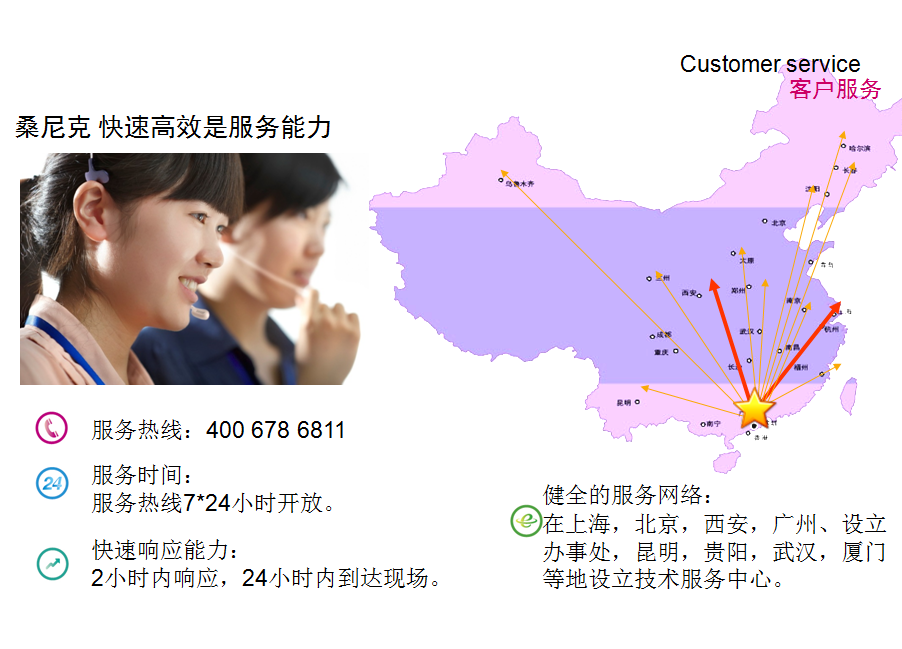 Customer service
客户服务
桑尼克 快速高效是服务能力
哈尔滨
长春
沈阳
乌鲁木齐
北京
太原
青岛
兰州
西安
郑州
南京
杭州
成都
武汉
重庆
南昌
长沙
福州
昆明
南宁
香港
服务热线：400 678 6811
24
服务时间：
服务热线7*24小时开放。
快速响应能力：
2小时内响应，24小时内到达现场。
健全的服务网络：
在上海，北京，西安，广州、设立
办事处，昆明，贵阳，武汉，厦门
等地设立技术服务中心。